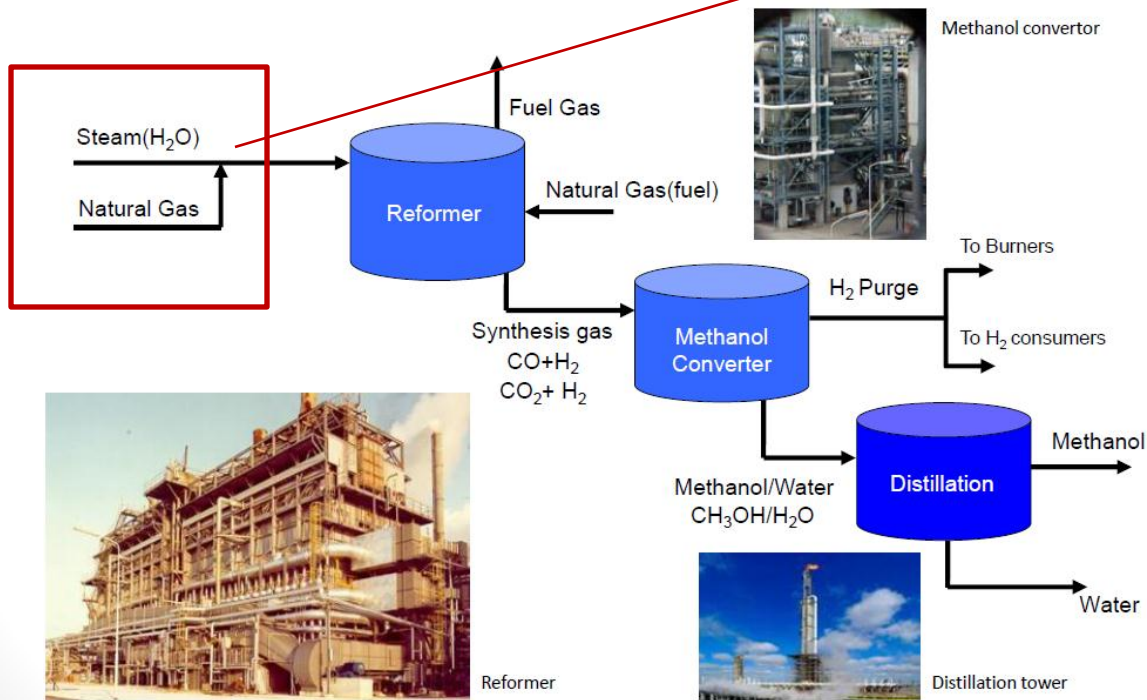 Methanol convertor
Fuel Gas
Steam(H₂O)
Natural Gas
Natural Gas(fuel)
Reformer
To Burners
H₂ Purge
To H₂ consumers
Synthesis gas
CO+H₂
CO₂+ H₂
Methanol
Converter
Methanol
Methanol/Water
CH₃OH/H₂O
Distillation
Water
Reformer
Distillation tower